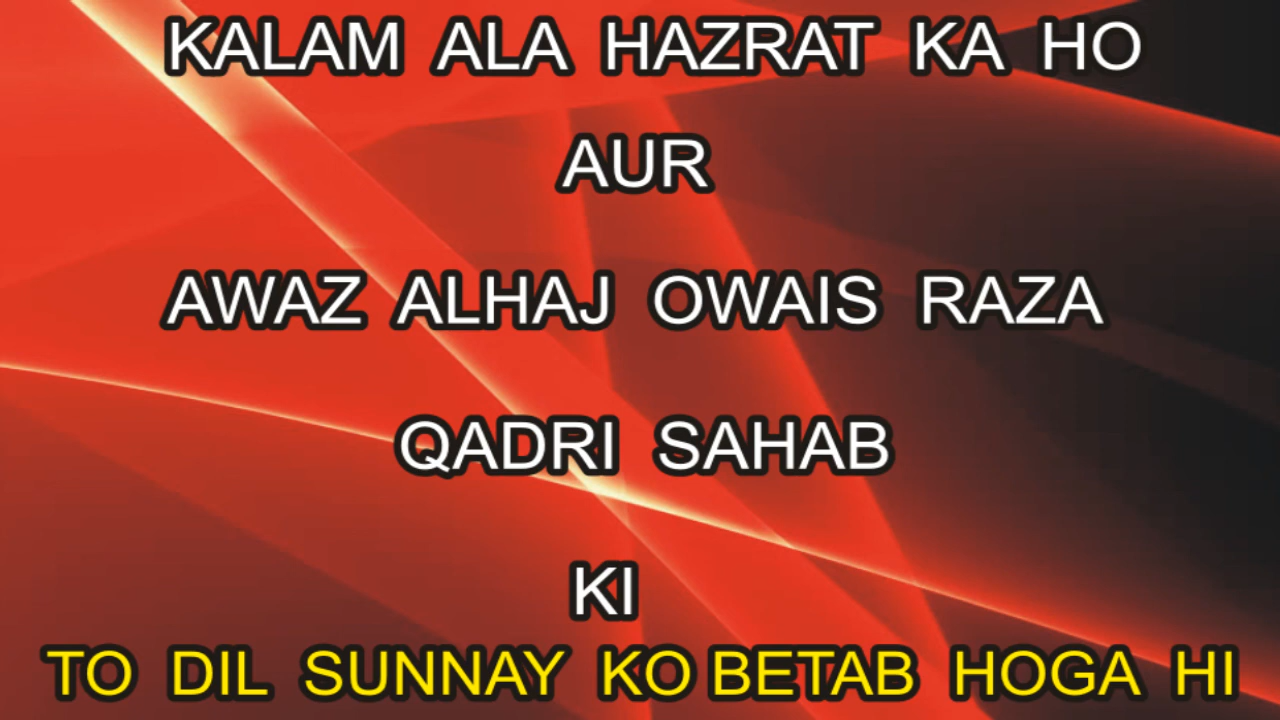 KALAM ALA HAZRAT KA HO
AUR
AWAZ ALHAJ OWAIS RAZA
QADRI SAHAB
KI
TO DIL SUNNAY KO BETAB HOGA HI